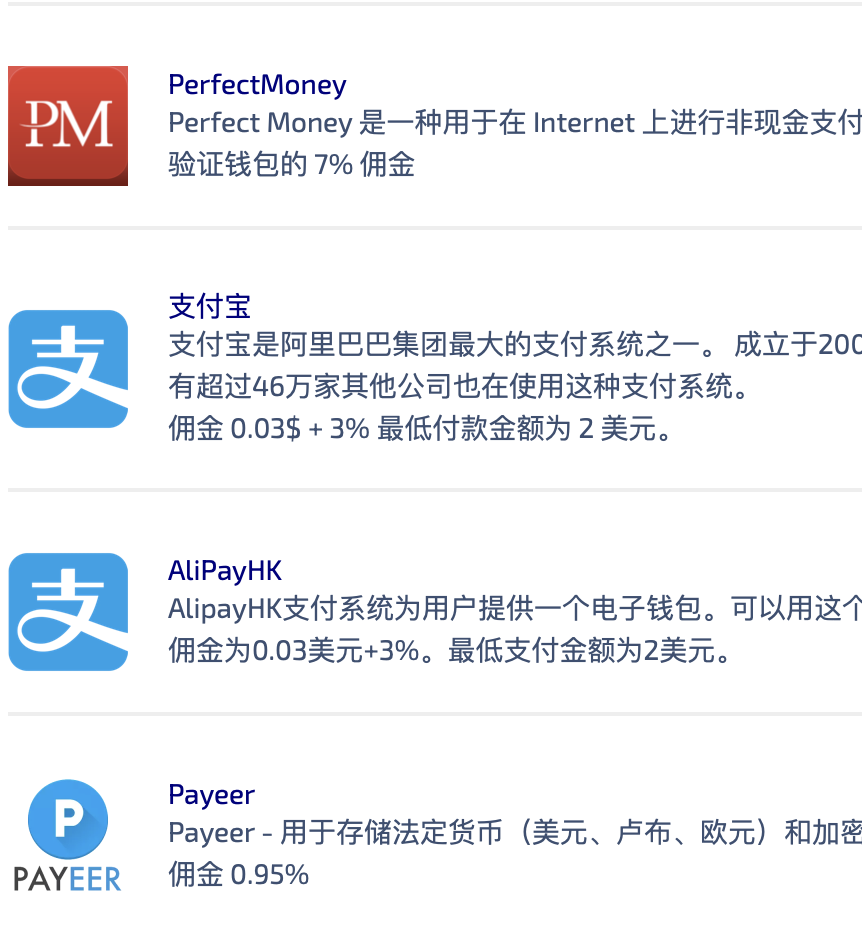 PM
PerfectMoney
Perfect Money 是一种用于在 Internet 上进行非现金支付
验证钱包的 7% 佣金
支
支付宝
支付宝是阿里巴巴集团最大的支付系统之一。 成立于200
有超过46万家其他公司也在使用这种支付系统。
佣金 0.03$ + 3% 最低付款金额为 2 美元。
支
AliPayHK
AlipayHK支付系统为用户提供一个电子钱包。可以用这个
佣金为0.03美元+3%。最低支付金额为2美元。
P
PAYEER
Payeer
Payeer - 用于存储法定货币（美元、卢布、欧元）和加密
佣金 0.95%